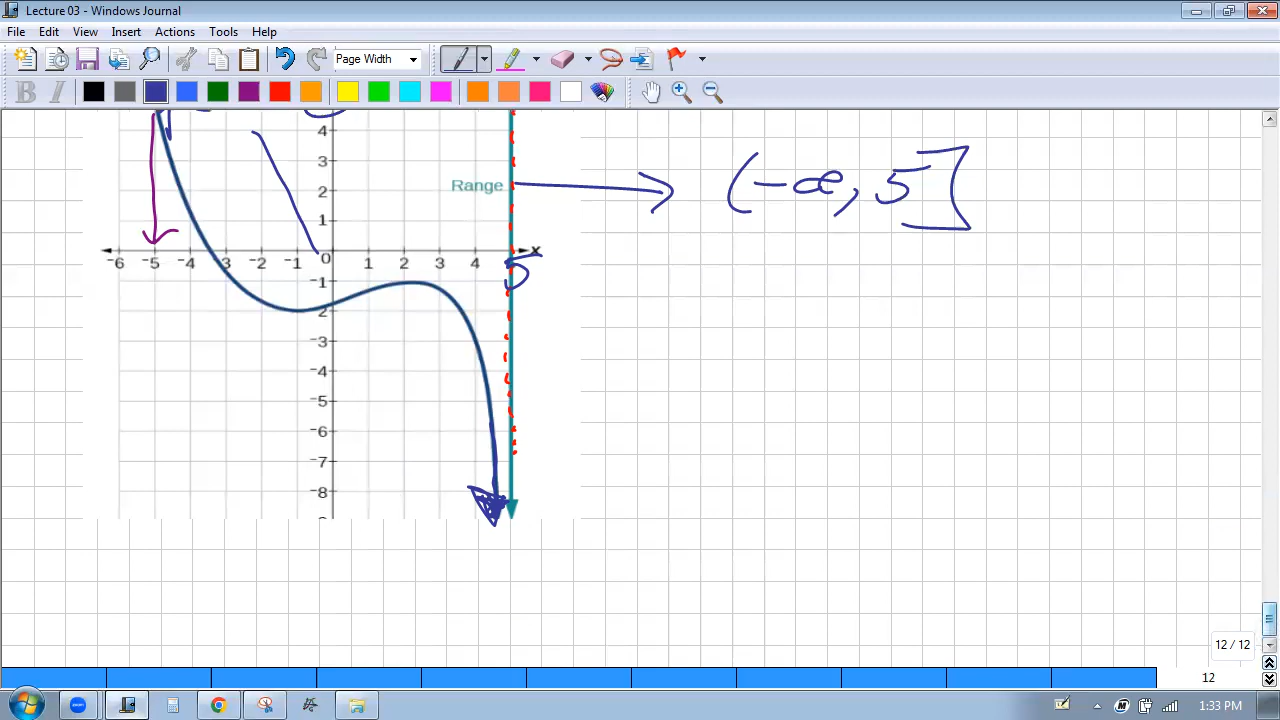 Lecture 03 - Windows Journal
File Edit View Insert Actions Tools Help
Page Width
B I
4
3
2
1
Range
(-∞, 5]
-6 -5 -4 -3 -2 -1 0 1 2 3 4 x
5
-1
2
-3
-4
-5
-6
-7
-8
12 / 12
12
zoom
1:33 PM